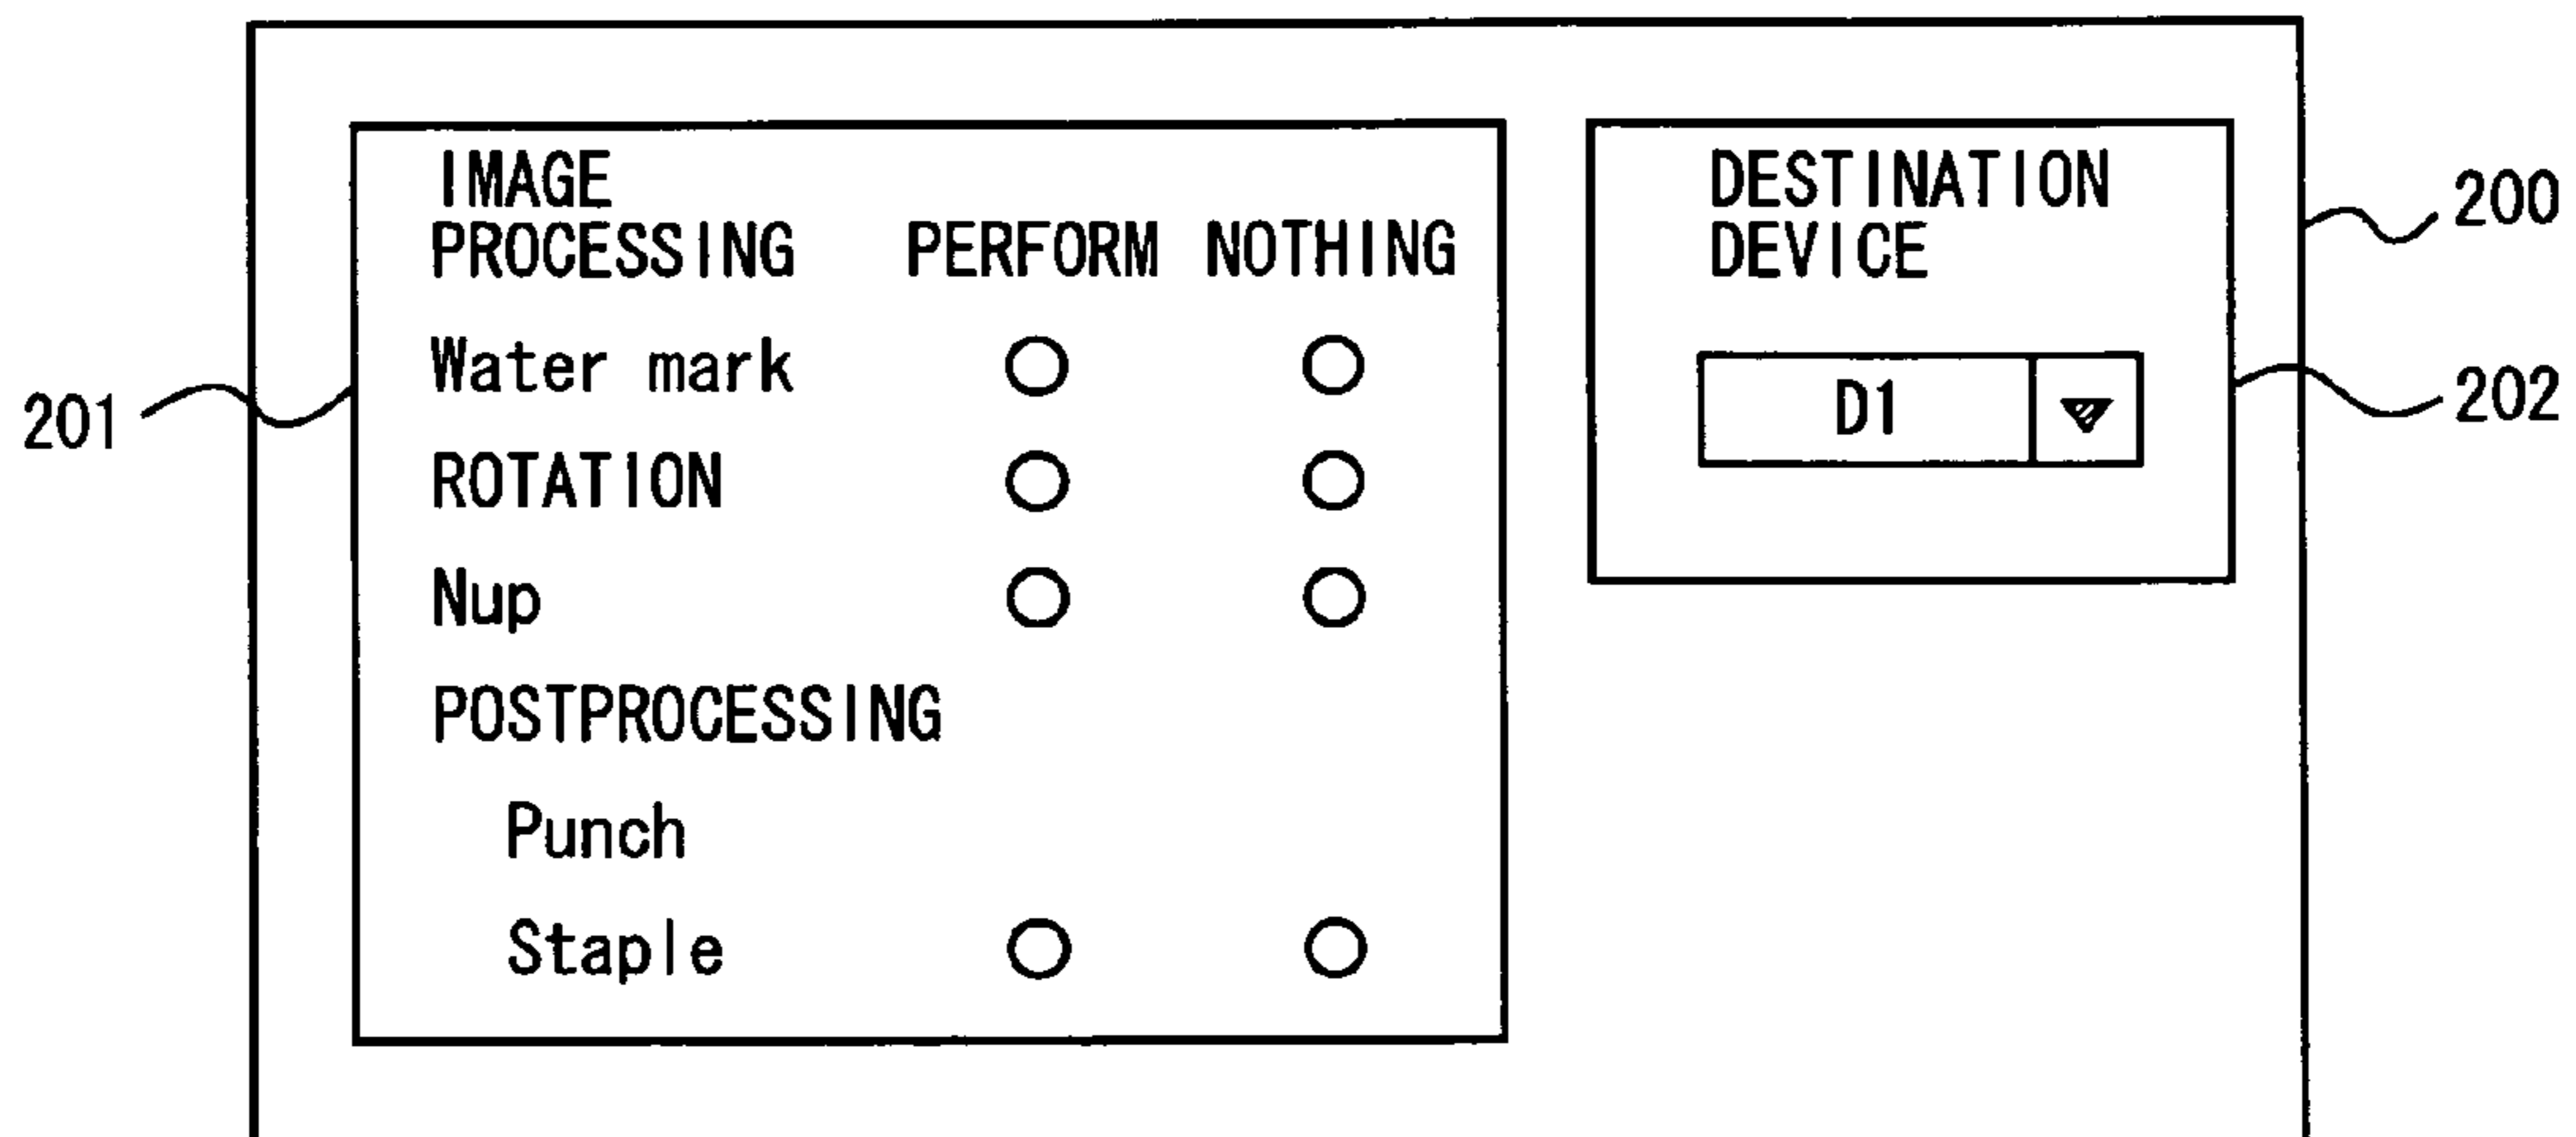 IMAGE
PROCESSING PERFORM NOTHING
Water mark
ROTATION
Nup
POSTPROCESSING
Punch
Staple
DESTINATION
DEVICE
D1
200
201
202